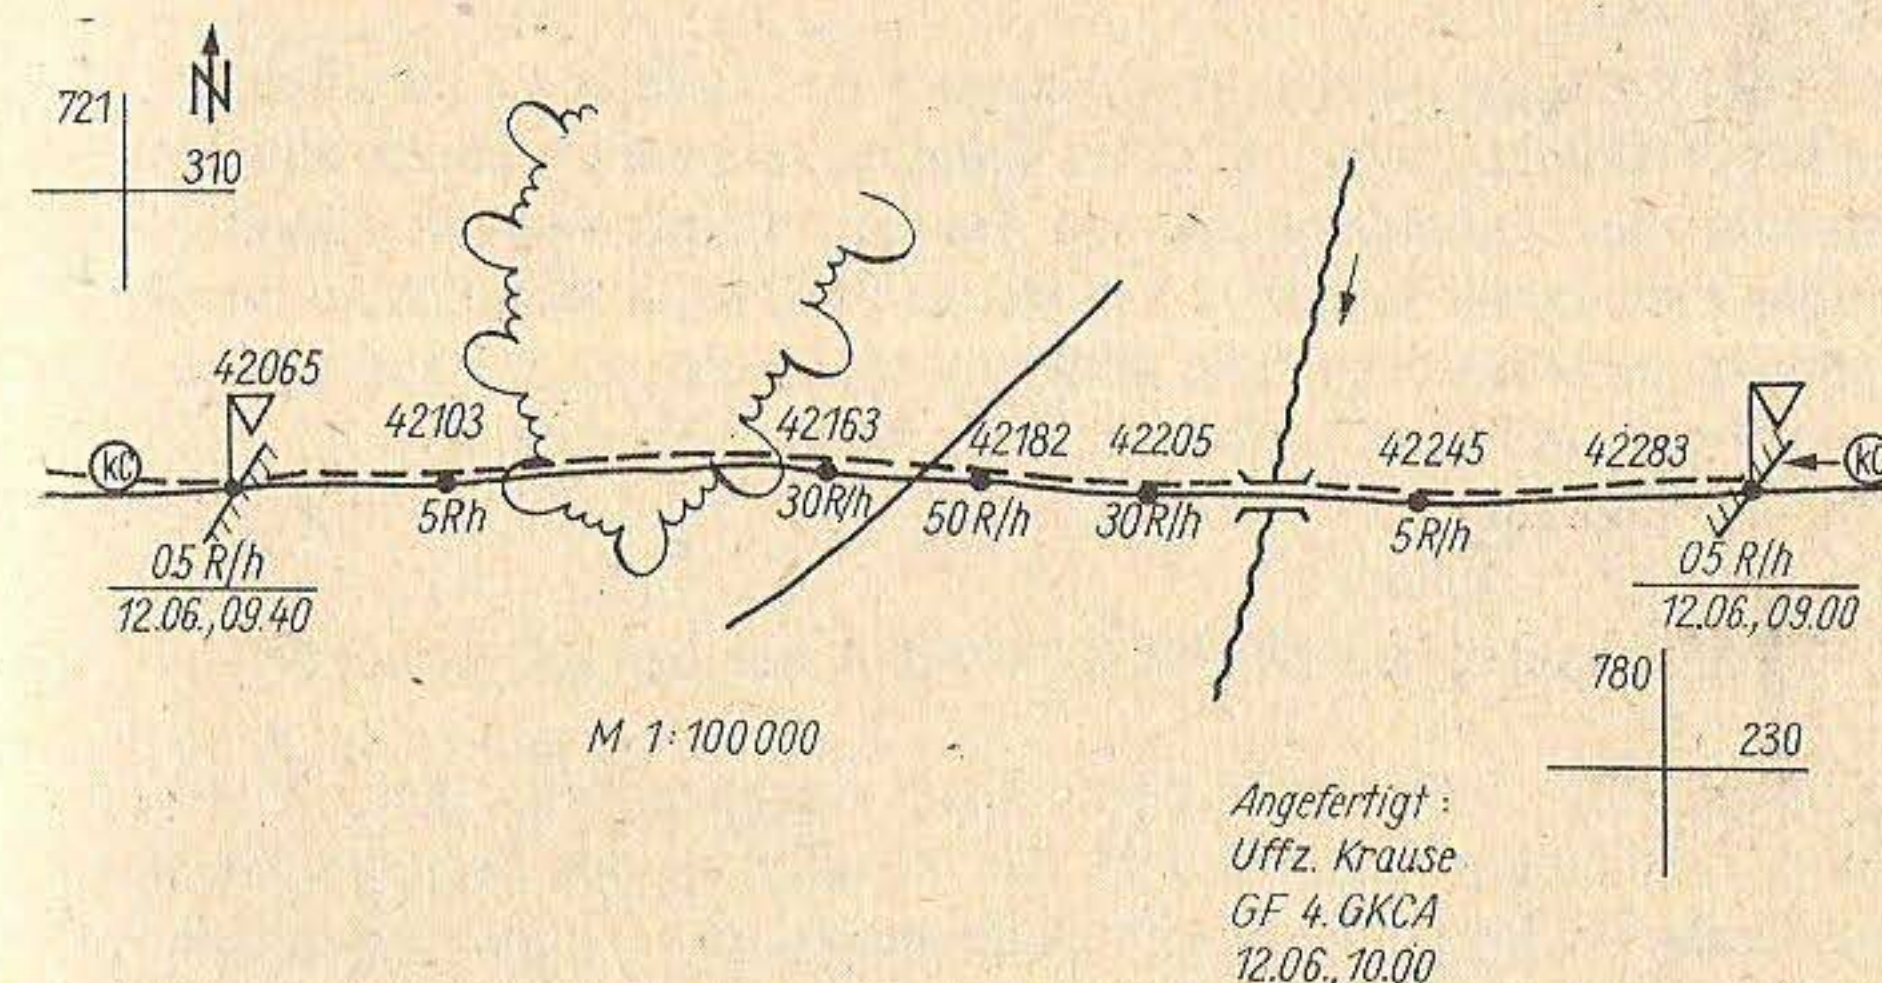 N
721
310
42065
42103
42163
42182
42205
42245
42283
kC
kC
5Rh
30R/h
50R/h
30R/h
5R/h
05 R/h
12.06., 09.40
05 R/h
12.06., 09.00
780
230
M 1:100000
Angefertigt:
Uffz. Krause
GF 4. GKCA
12.06., 10.00